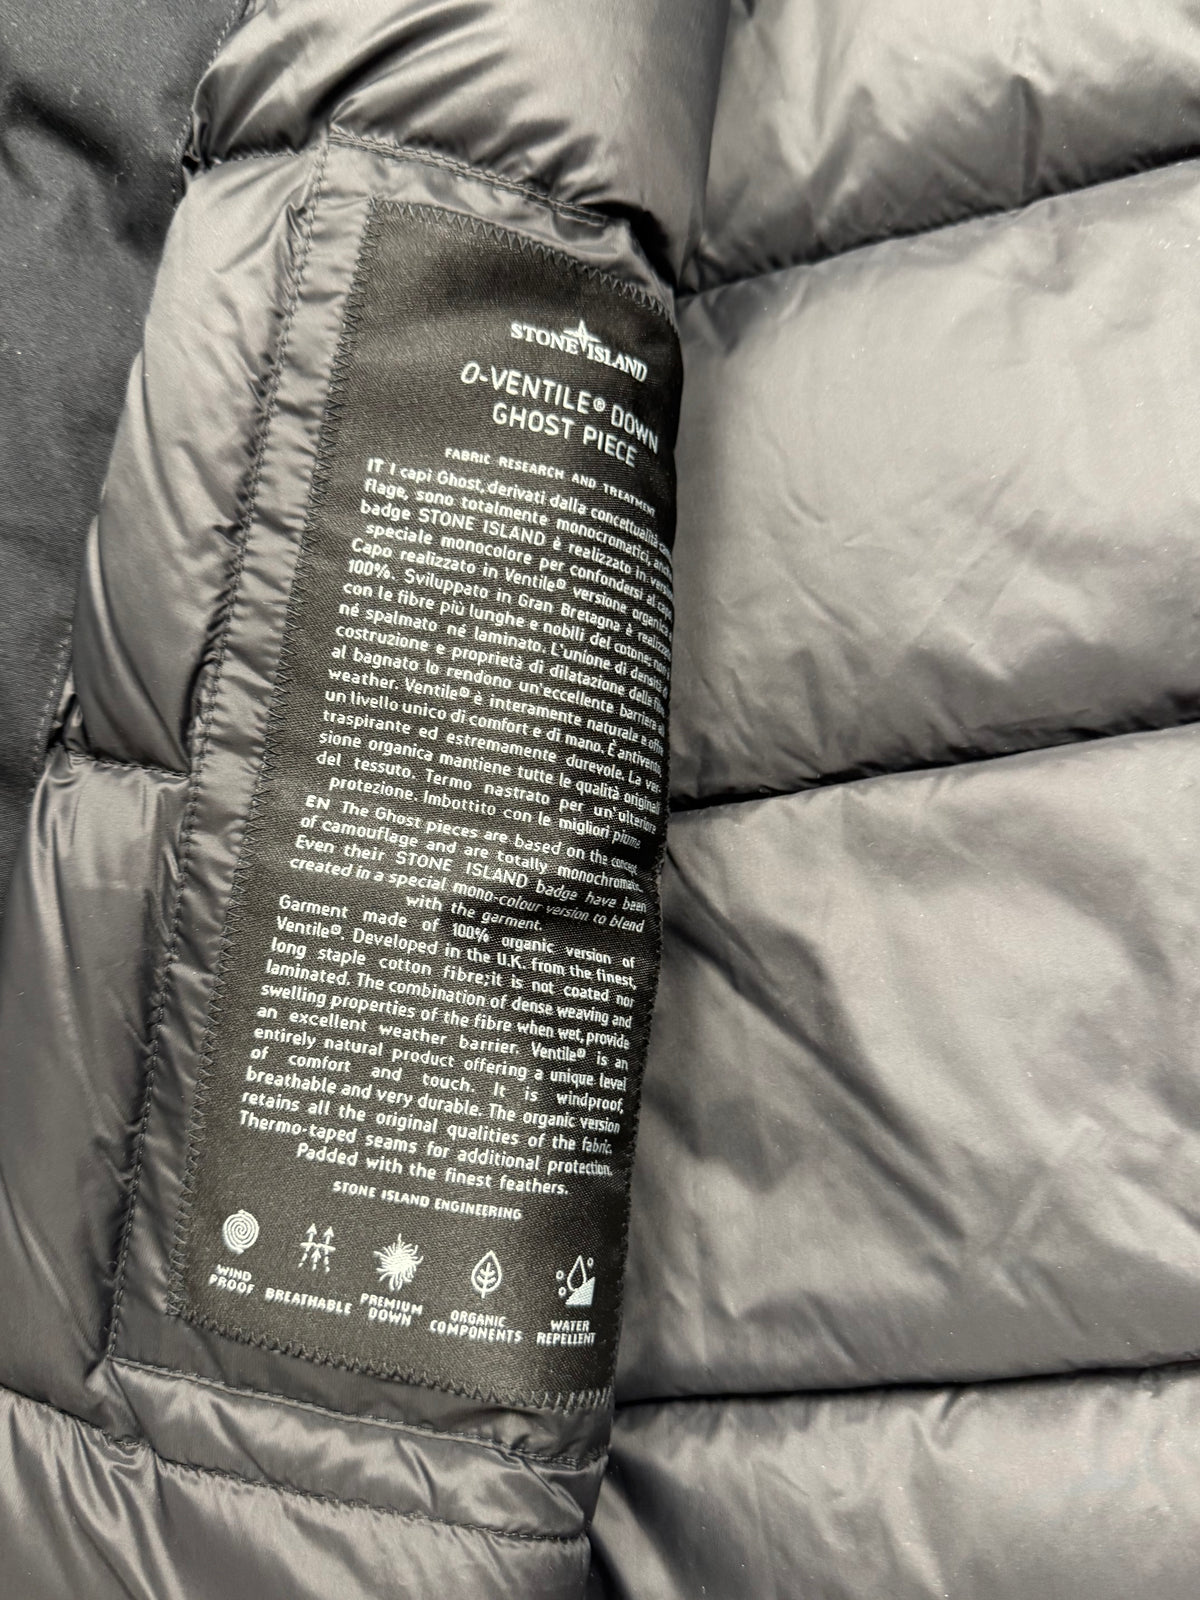 STONE ISLAND
O-VENTILE® DOWN
GHOST PIECE
FABRIC RESEARCH AND TREATMENT
IT I capi Ghost, derivati dalla concettualità
flage, sono totalmente monocromatici,
badge STONE ISLAND è realizzato in
speciale monocolore per confondersi al
Capo realizzato in Ventile® versione
100%. Sviluppato in Gran Bretagna è
con le fibre più lunghe e nobili del cotone;
né spalmato né laminato. L'unione di densità
costruzione e proprietà di dilatazione della
al bagnato lo rendono un'eccellente barriera
weather. Ventile® è interamente naturale e
un livello unico di comfort e di mano. È
traspirante ed estremamente durevole. La ver-
sione organica mantiene tutte le qualità originali
del tessuto. Termo nastrato per un'ulteriore
protezione. Imbottito con le migliori piume
EN The Ghost pieces are based on the concept
of camouflage and are totally
Even their STONE ISLAND badge have been
created in a special mono-colour version to blend
with the garment.
Garment made of 100% organic version of
Ventile®. Developed in the U.K. from the finest,
long staple cotton fibre; it is not coated nor
laminated. The combination of dense weaving and
swelling properties of the fibre when wet, provide
an excellent weather barrier. Ventile® is an
entirely natural product offering a unique level
of comfort and touch. It is windproof,
breathable and very durable. The organic version
retains all the original qualities of the fabric.
Thermo-taped seams for additional protection.
Padded with the finest feathers.
STONE ISLAND ENGINEERING
WIND PROOF
BREATHABLE
PREMIUM DOWN
ORGANIC COMPONENTS
WATER REPELLENT